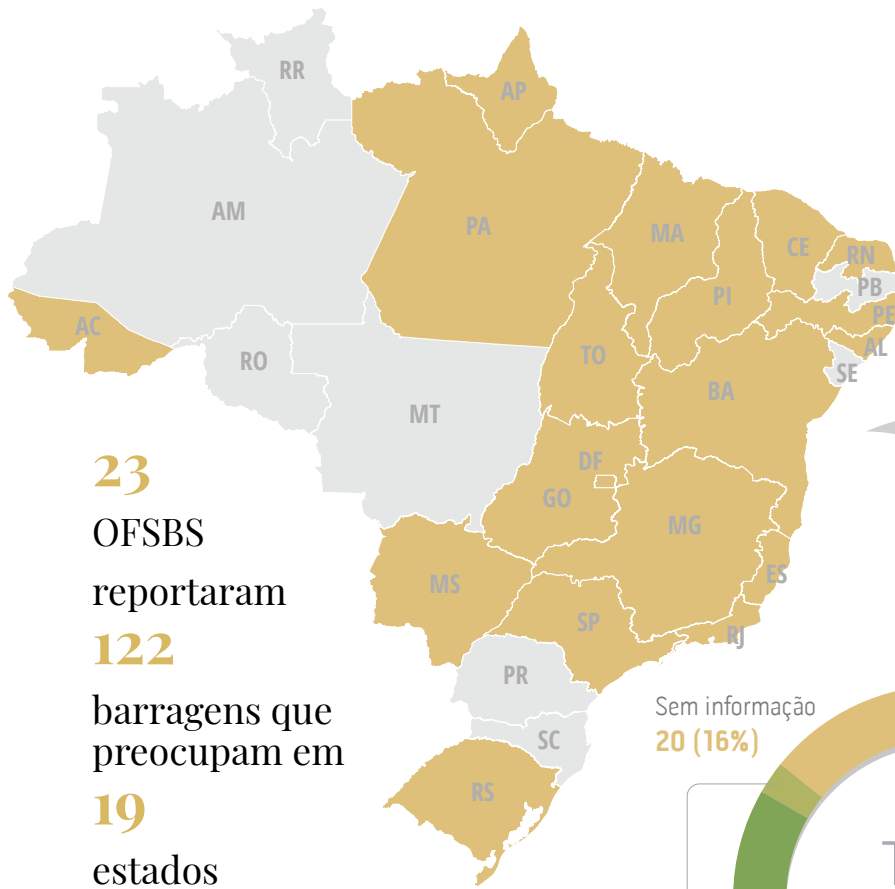 RR
AP
AM
PA
MA
CE
RN
PB
PI
PE
AC
AL
RO
TO
SE
BA
MT
DF
GO
MG
MS
ES
SP
RJ
PR
SC
RS
23
OFSBS
reportaram
122
barragens que
preocupam em
19
estados
Sem informação
20 (16%)